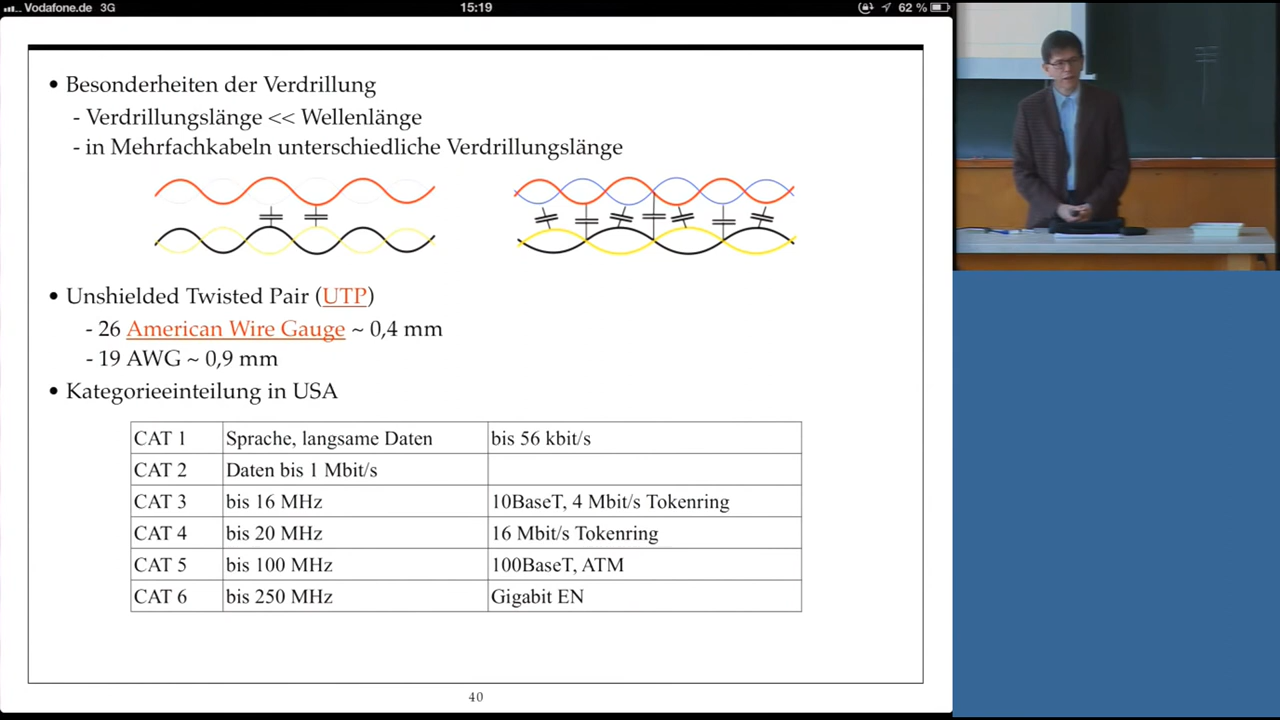 Vodafone.de 3G 15:19 62 %
• Besonderheiten der Verdrillung
- Verdrillungslänge << Wellenlänge
- in Mehrfachkabeln unterschiedliche Verdrillungslänge
• Unshielded Twisted Pair (UTP)
- 26 American Wire Gauge ~ 0,4 mm
- 19 AWG ~ 0,9 mm
• Kategorieeinteilung in USA
CAT 1 Sprache, langsame Daten bis 56 kbit/s
CAT 2 Daten bis 1 Mbit/s
CAT 3 bis 16 MHz 10BaseT, 4 Mbit/s Tokenring
CAT 4 bis 20 MHz 16 Mbit/s Tokenring
CAT 5 bis 100 MHz 100BaseT, ATM
CAT 6 bis 250 MHz Gigabit EN
40